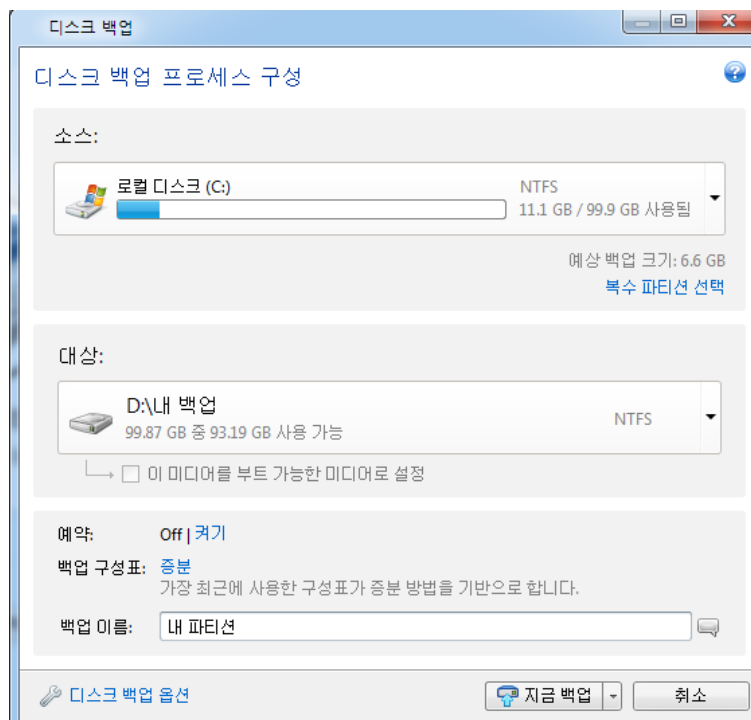 디스크 백업
디스크 백업 프로세스 구성
소스:
로컬 디스크 (C:)
NTFS
11.1 GB / 99.9 GB 사용됨
예상 백업 크기: 6.6 GB
복수 파티션 선택
대상:
D:\내 백업
99.87 GB 중 93.19 GB 사용 가능
NTFS
이 미디어를 부트 가능한 미디어로 설정
예약: Off | 켜기
백업 구성표: 증분
가장 최근에 사용한 구성표가 증분 방법을 기반으로 합니다.
백업 이름: 내 파티션
디스크 백업 옵션
지금 백업
취소